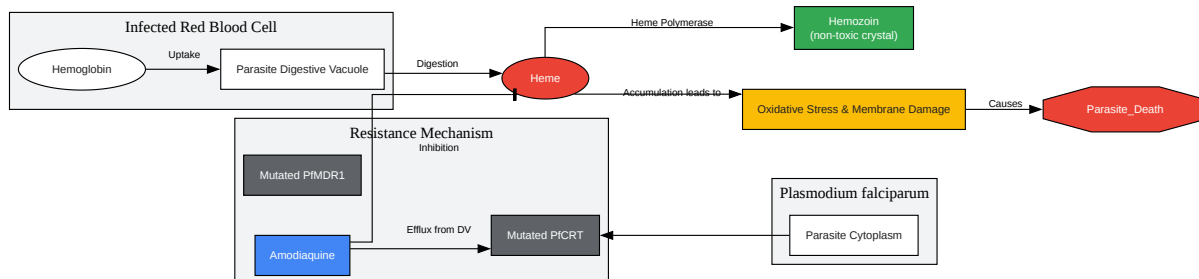 Infected Red Blood Cell
Hemoglobin
Uptake
Parasite Digestive Vacuole
Digestion
Heme
Heme Polymerase
Hemozoin
(non-toxic crystal)
Accumulation leads to
Oxidative Stress & Membrane Damage
Causes
Parasite_Death
Resistance Mechanism
Inhibition
Mutated PfMDR1
Amodiaquine
Efflux from DV
Mutated PfCRT
Plasmodium falciparum
Parasite Cytoplasm